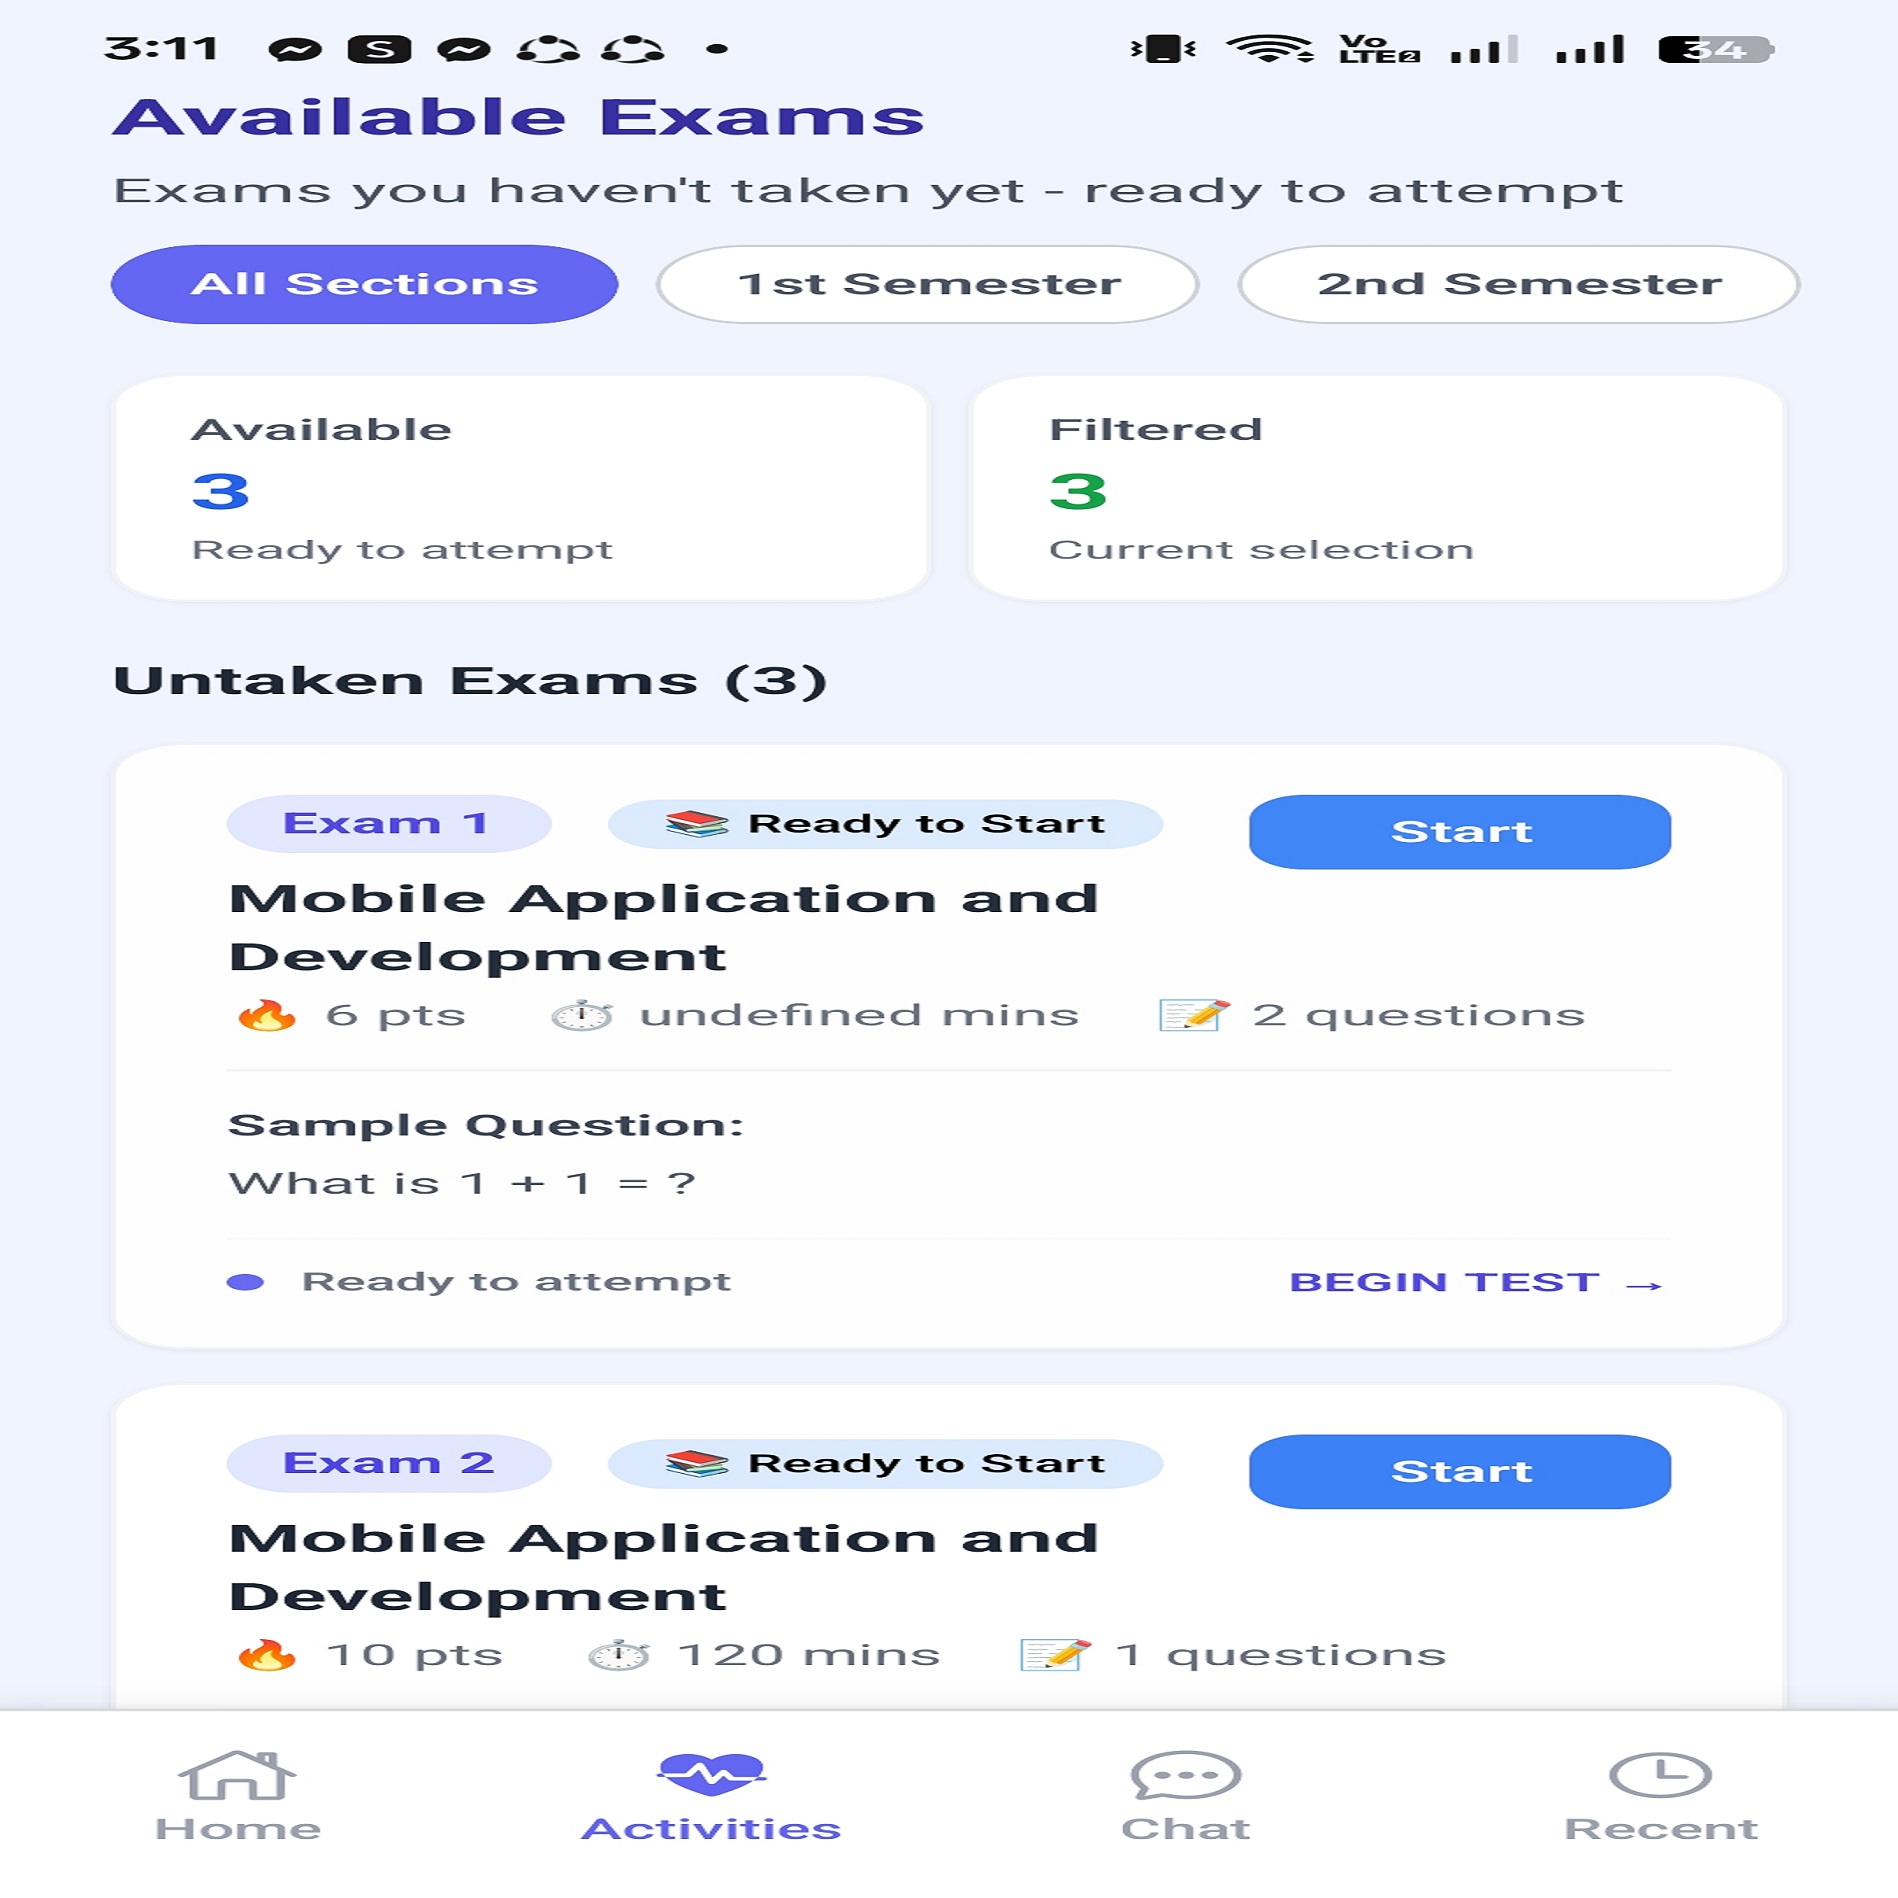 3:11 S Vo LTE2 34
Available Exams
Exams you haven't taken yet - ready to attempt
All Sections 1st Semester 2nd Semester
Available Filtered
3 3
Ready to attempt Current selection
Untaken Exams (3)
Exam 1 Ready to Start Start
Mobile Application and
Development
6 pts undefined mins 2 questions
Sample Question:
What is 1 + 1 = ?
Ready to attempt BEGIN TEST →
Exam 2 Ready to Start Start
Mobile Application and
Development
10 pts 120 mins 1 questions
Home Activities Chat Recent